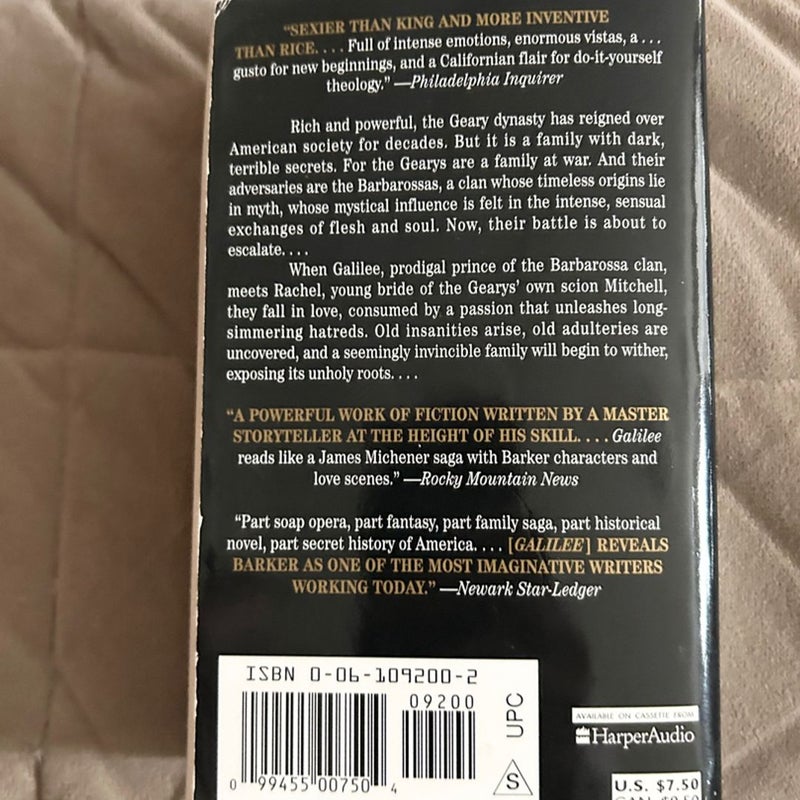 “SEXIER THAN KING AND MORE INVENTIVE
THAN RICE. . . . Full of intense emotions, enormous vistas, a . . .
gusto for new beginnings, and a Californian flair for do-it-yourself
theology.” —Philadelphia Inquirer
Rich and powerful, the Geary dynasty has reigned over
American society for decades. But it is a family with dark,
terrible secrets. For the Gearys are a family at war. And their
adversaries are the Barbarossas, a clan whose timeless origins lie
in myth, whose mystical influence is felt in the intense, sensual
exchanges of flesh and soul. Now, their battle is about to
escalate. . . .
When Galilee, prodigal prince of the Barbarossa clan,
meets Rachel, young bride of the Gearys’ own scion Mitchell,
they fall in love, consumed by a passion that unleashes long-
simmering hatreds. Old insanities arise, old adulteries are
uncovered, and a seemingly invincible family will begin to wither,
exposing its unholy roots. . . .
“A POWERFUL WORK OF FICTION WRITTEN BY A MASTER
STORYTELLER AT THE HEIGHT OF HIS SKILL. . . . Galilee
reads like a James Michener saga with Barker characters and
love scenes.” —Rocky Mountain News
“Part soap opera, part fantasy, part family saga, part historical
novel, part secret history of America. . . . [GALILEE] REVEALS
BARKER AS ONE OF THE MOST IMAGINATIVE WRITERS
WORKING TODAY.” —Newark Star-Ledger
ISBN 0-06-109200-2
09200
UPC
0 99455 00750 4
S
AVAILABLE ON CASSETTE FROM
HarperAudio
U.S. $7.50